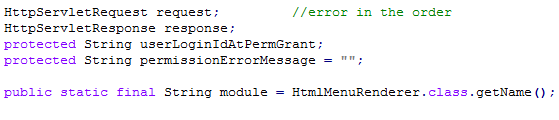 HttpServletRequest request;         //error in the order
HttpServletResponse response;
protected String userLoginIdAtPermGrant;
protected String permissionErrorMessage = "";
public static final String module = HtmlMenuRenderer.class.getName();